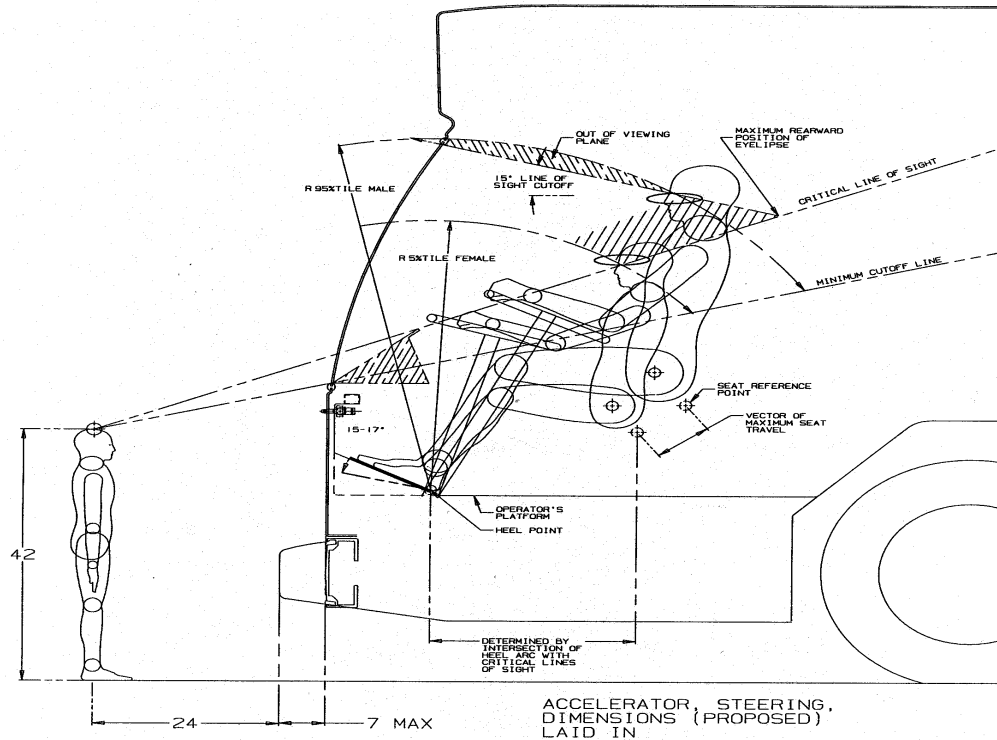 OUT OF VIEWING
PLANE
MAXIMUM REARWARD
POSITION OF
EYELIPSE
15° LINE OF
SIGHT CUTOFF
CRITICAL LINE OF SIGHT
R 95%TILE MALE
R 5%TILE FEMALE
MINIMUM CUTOFF LINE
SEAT REFERENCE
POINT
VECTOR OF
MAXIMUM SEAT
TRAVEL
15-17°
OPERATOR'S
PLATFORM
HEEL POINT
42
DETERMINED BY
INTERSECTION OF
HEEL ARC WITH
CRITICAL LINES
OF SIGHT
24
7 MAX
ACCELERATOR, STEERING,
DIMENSIONS (PROPOSED)
LAID IN